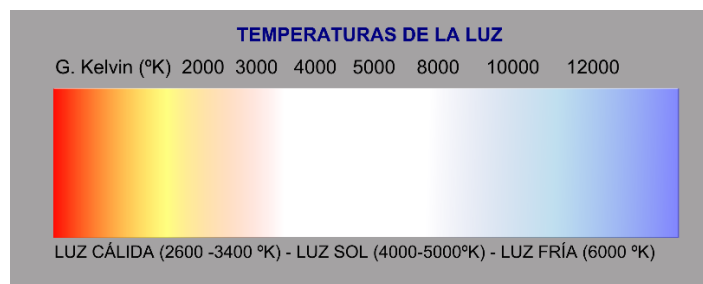 TEMPERATURAS DE LA LUZ
G. Kelvin (ºK) 2000 3000 4000 5000 8000 10000 12000
LUZ CÁLIDA (2600 -3400 ºK) - LUZ SOL (4000-5000ºK) - LUZ FRÍA (6000 ºK)